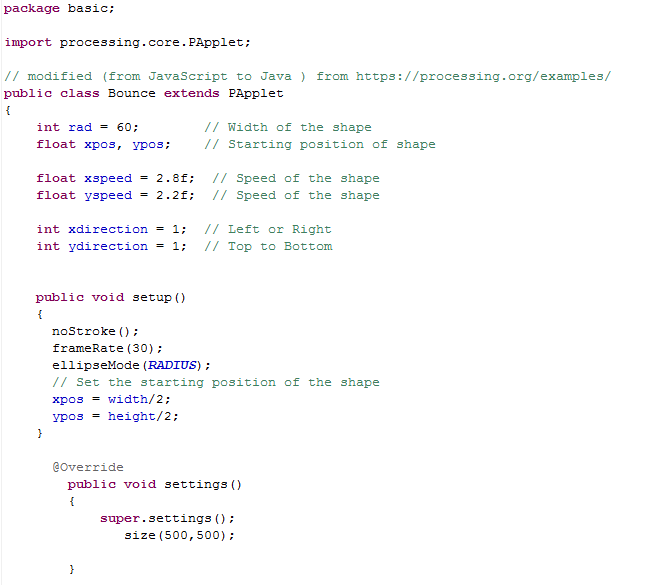 package basic;
import processing.core.PApplet;
// modified (from JavaScript to Java ) from https://processing.org/examples/
public class Bounce extends PApplet
{
int rad = 60;        // Width of the shape
float xpos, ypos;    // Starting position of shape
float xspeed = 2.8f;  // Speed of the shape
float yspeed = 2.2f;  // Speed of the shape
int xdirection = 1;  // Left or Right
int ydirection = 1;  // Top to Bottom
public void setup()
{
noStroke();
frameRate(30);
ellipseMode(RADIUS);
// Set the starting position of the shape
xpos = width/2;
ypos = height/2;
}
@Override
public void settings()
{
super.settings();
size(500,500);
}